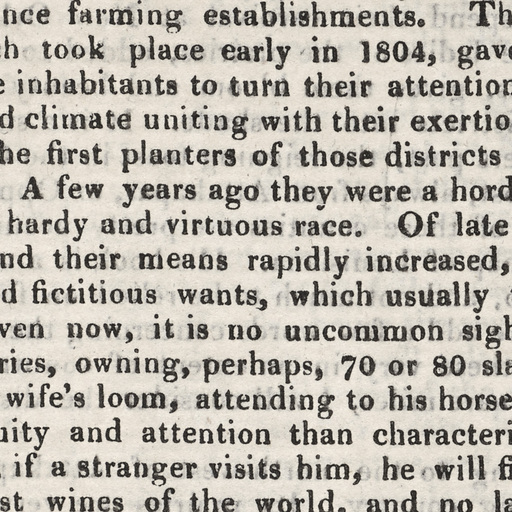 nce farming establishments. Th
h took place early in 1804, gave
e inhabitants to turn their attention
d climate uniting with their exertio
he first planters of those districts
A few years ago they were a hord
hardy and virtuous race. Of late
nd their means rapidly increased,
d fictitious wants, which usually
ven now, it is no uncommon sigh
ries, owning, perhaps, 70 or 80 sla
wife's loom, attending to his horse
uity and attention than characteri
if a stranger visits him, he will fi
st wines of the world, and no la